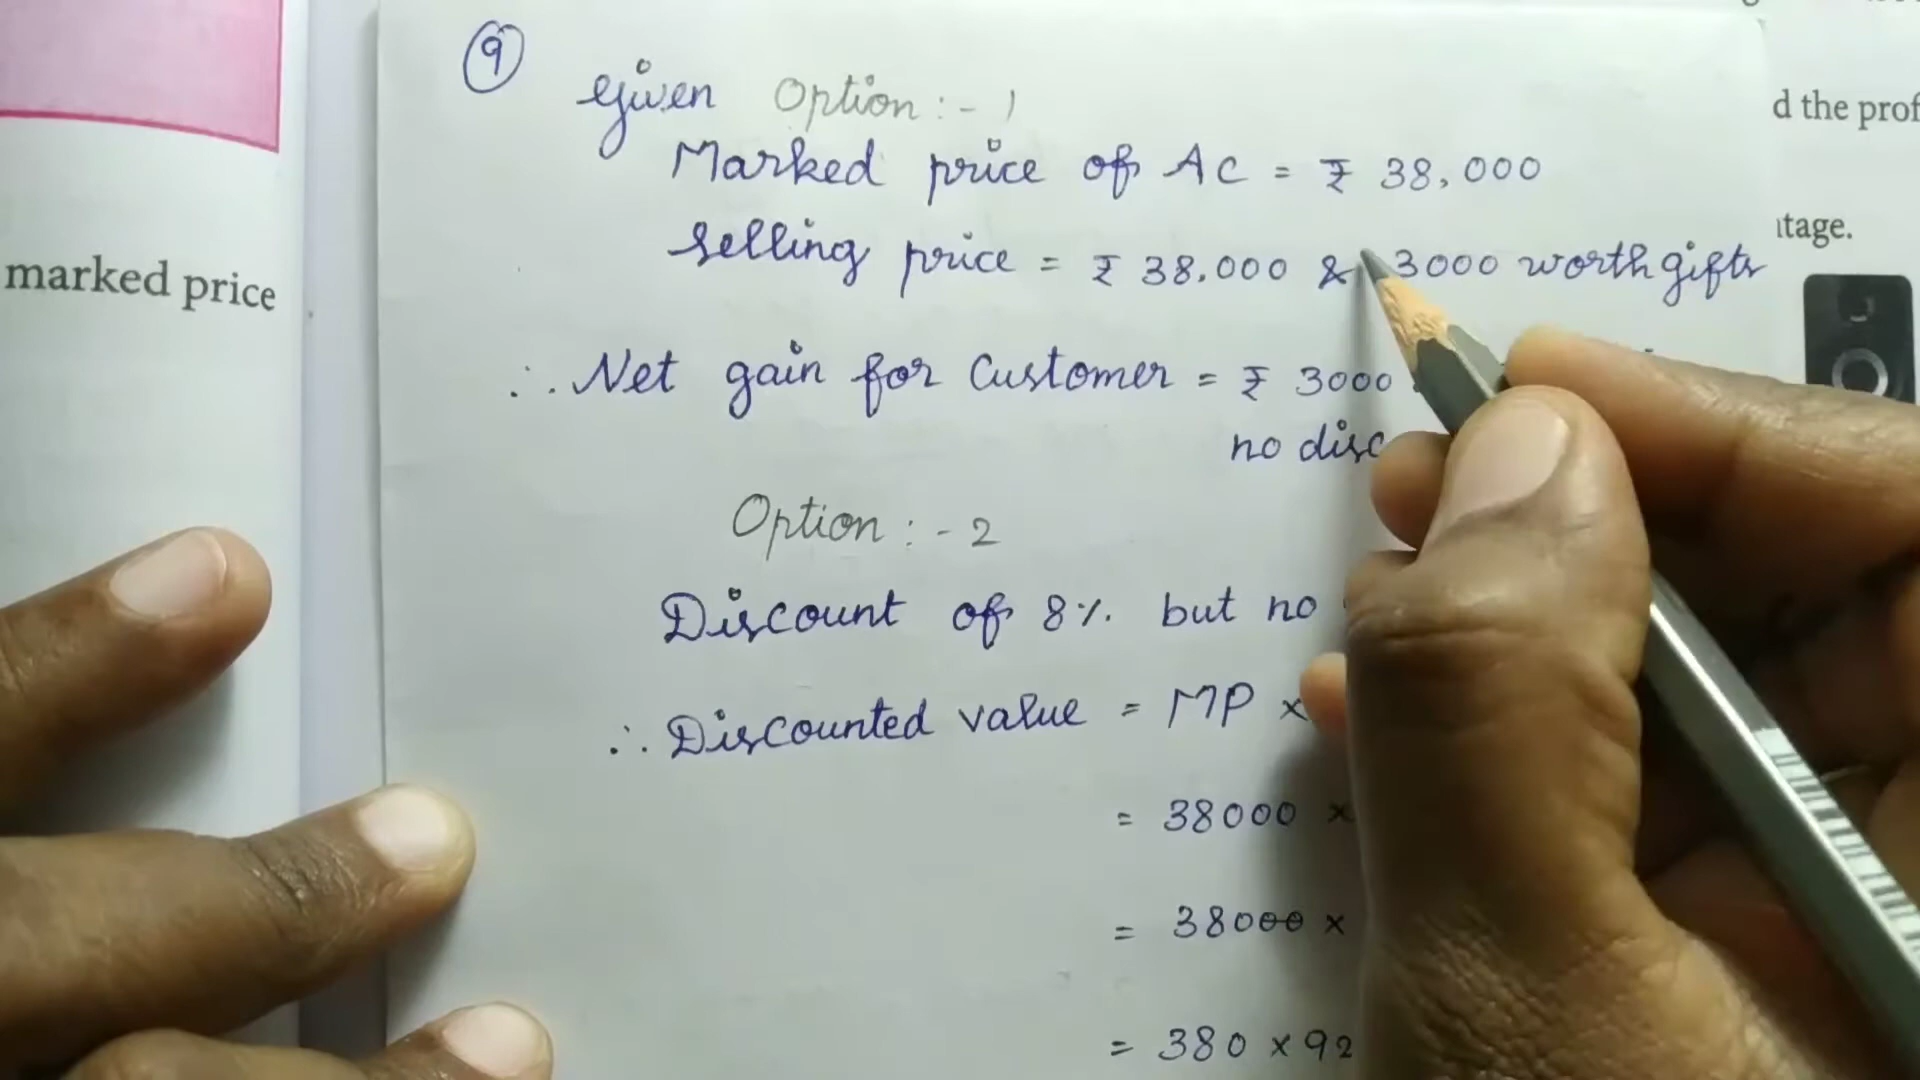 9
Given Option :- 1
Marked price of AC = ₹ 38,000
Selling price = ₹ 38.000 & 3000 worth gifts
∴ Net gain for Customer = ₹ 3000
no
Option :- 2
Discount of 8%. but no
∴ Discounted value = MP ×
= 38000 ×
= 38000 ×
= 380 × 92
marked price
d the prof
tage.